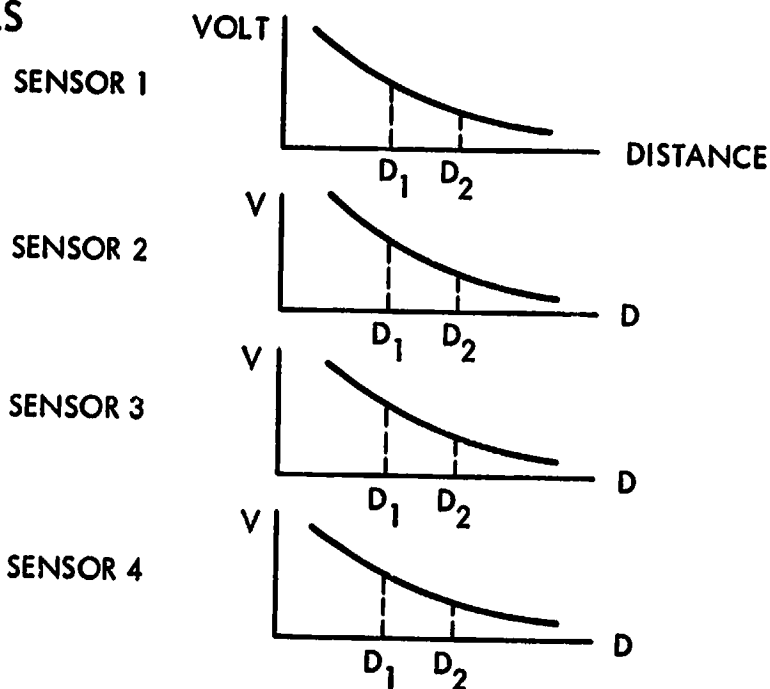 VOLT
SENSOR 1
DISTANCE
D1 D2
V
SENSOR 2
D
D1 D2
V
SENSOR 3
D
D1 D2
V
SENSOR 4
D
D1 D2